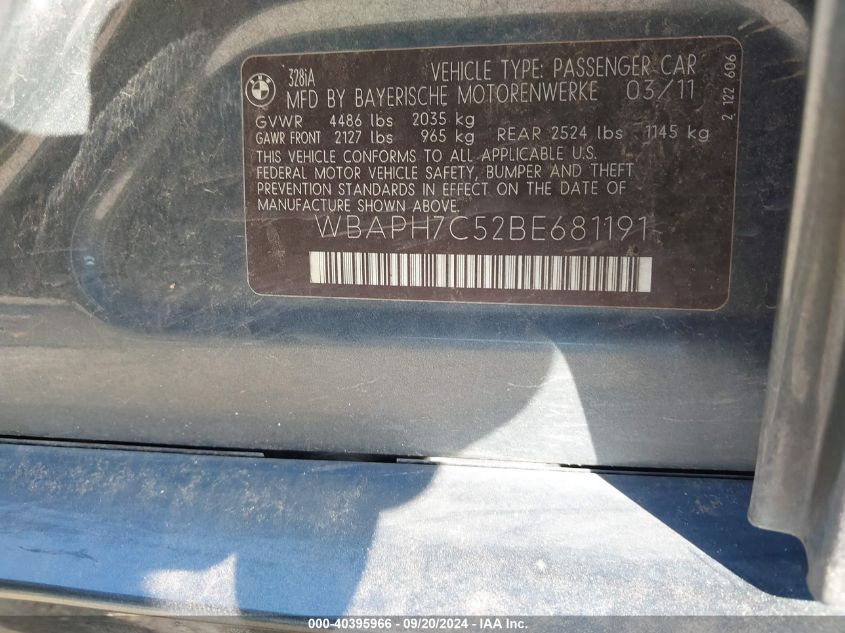 BMW
328iA VEHICLE TYPE: PASSENGER CAR
MFD BY BAYERISCHE MOTORENWERKE 03/11
GVWR 4486 lbs 2035 kg
GAWR FRONT 2127 lbs 965 kg REAR 2524 lbs 1145 kg
THIS VEHICLE CONFORMS TO ALL APPLICABLE U.S.
FEDERAL MOTOR VEHICLE SAFETY, BUMPER AND THEFT
PREVENTION STANDARDS IN EFFECT ON THE DATE OF
MANUFACTURE SHOWN ABOVE.
WBAPH7C52BE681191
2 122 606
000-40395966 - 09/20/2024 - IAAI.com